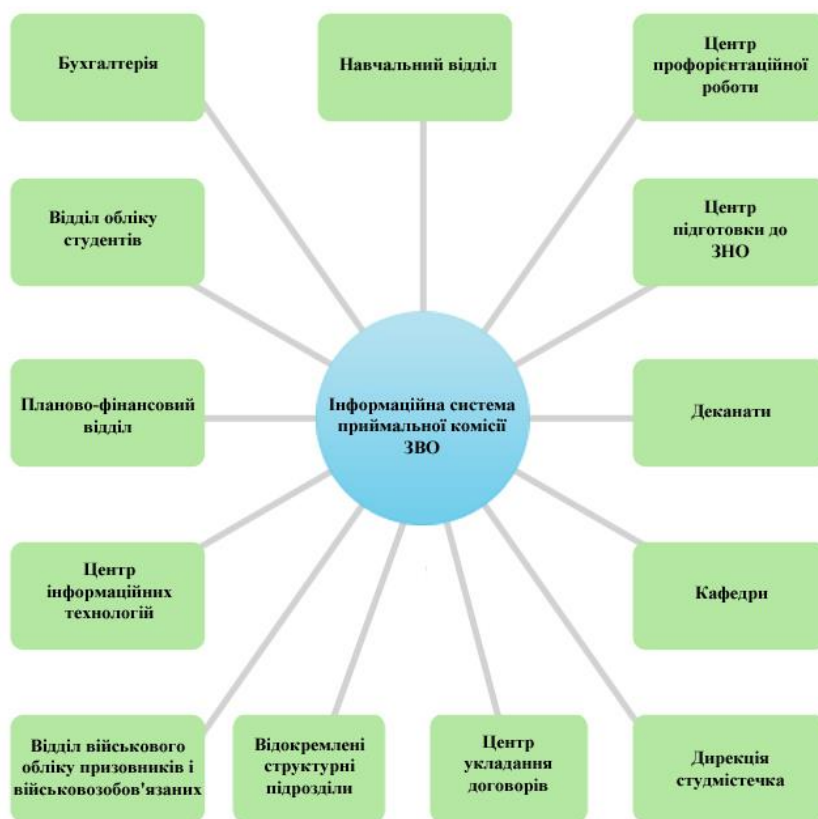 Бухгалтерія
Навчальний відділ
Центр
профорієнтаційної
роботи
Відділ обліку
студентів
Центр
підготовки до
ЗНО
Планово-фінансовий
відділ
Інформаційна система
приймальної комісії
ЗВО
Деканати
Центр
інформаційних
технологій
Кафедри
Відділ військового
обліку призовників і
військовозобов'язаних
Відокремлені
структурні
підрозділи
Центр
укладання
договорів
Дирекція
студмістечка